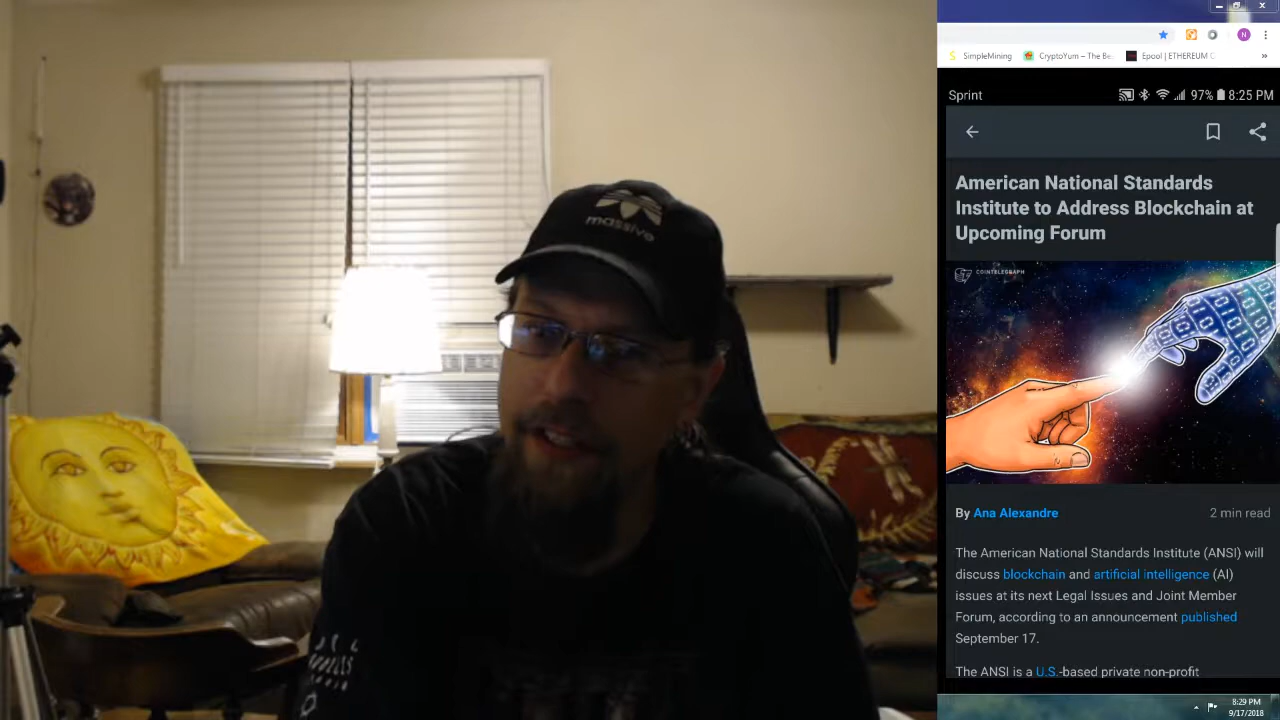 massive
SimpleMining
CryptoYum – The Be
Epool | ETHEREUM
Sprint
97% 8:25 PM
American National Standards
Institute to Address Blockchain at
Upcoming Forum
COINTELEGRAPH
By Ana Alexandre
2 min read
The American National Standards Institute (ANSI) will
discuss blockchain and artificial intelligence (AI)
issues at its next Legal Issues and Joint Member
Forum, according to an announcement published
September 17.
The ANSI is a U.S.-based private non-profit
8:29 PM
9/17/2018